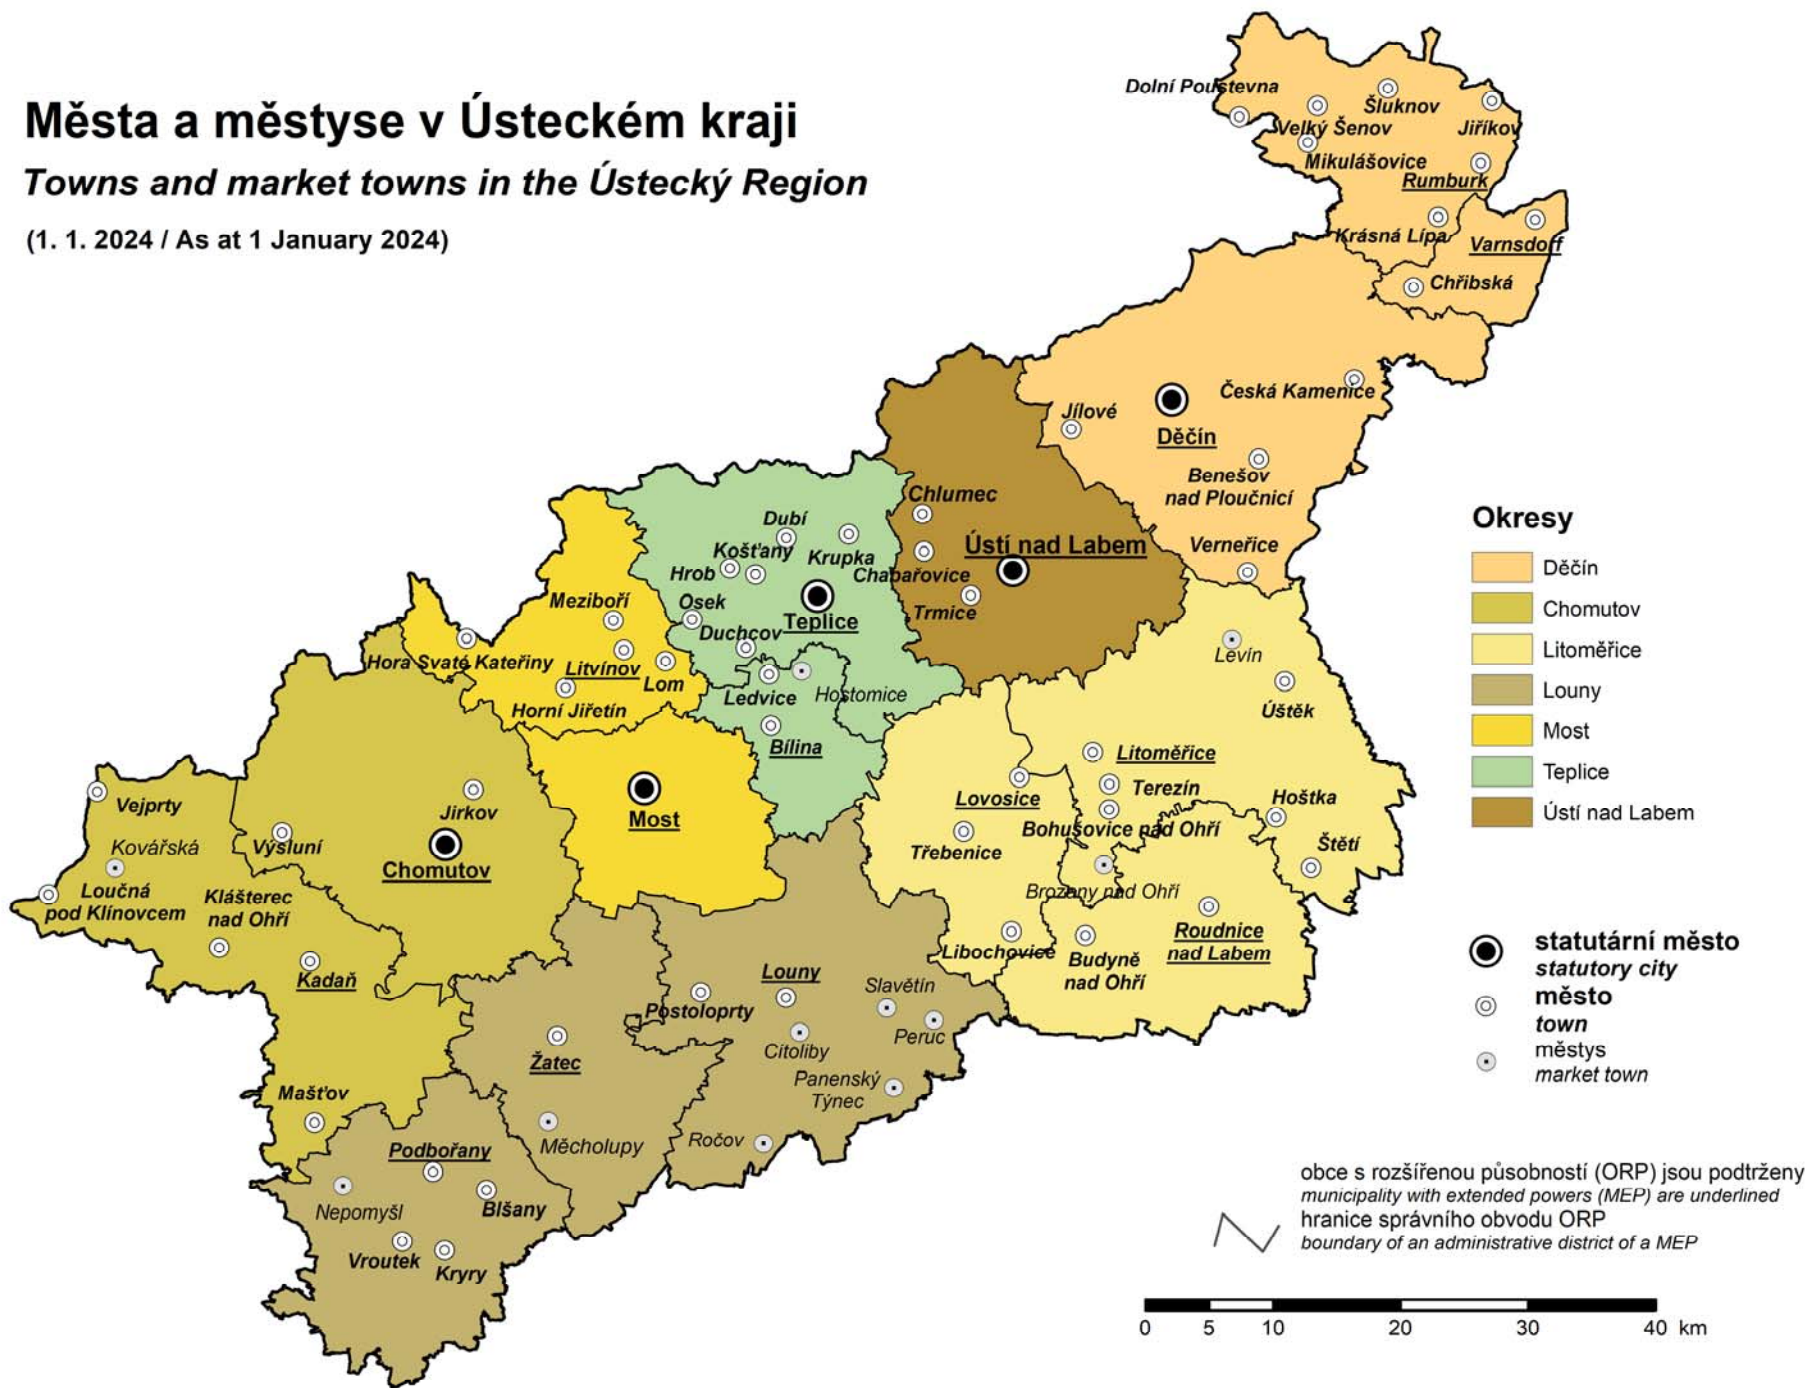 Města a městyse v Ústeckém kraji
Towns and market towns in the Ústecký Region
(1. 1. 2024 / As at 1 January 2024)
Dolní Poustevna
Šluknov
Velký Šenov
Jiříkov
Mikulášovice
Rumburk
Krásná Lípa
Varnsdorf
Chřibská
Česká Kamenice
Jílové
Děčín
Benešov
nad Ploučnicí
Verneřice
Chlumec
Ústí nad Labem
Chabařovice
Trmice
Dubí
Košťany
Krupka
Hrob
Osek
Teplice
Duchcov
Ledvice
Hostomice
Bílina
Meziboří
Hora Svaté Kateřiny
Litvínov
Lom
Horní Jiřetín
Most
Levín
Úštěk
Litoměřice
Terezín
Lovosice
Bohušovice nad Ohří
Hoštka
Třebenice
Štětí
Brozany nad Ohří
Roudnice
nad Labem
Libochovice
Budyně
nad Ohří
Vejprty
Jirkov
Výsluní
Kovářská
Chomutov
Loučná
pod Klínovcem
Klášterec
nad Ohří
Kadaň
Mašťov
Louny
Postoloprty
Slavětín
Peruc
Cítoliby
Žatec
Panenský
Týnec
Měcholupy
Ročov
Podbořany
Nepomyšl
Blšany
Vroutek
Kryry
Okresy
Děčín
Chomutov
Litoměřice
Louny
Most
Teplice
Ústí nad Labem
statutární město
statutory city
město
town
městys
market town
obce s rozšířenou působností (ORP) jsou podtrženy
municipality with extended powers (MEP) are underlined
hranice správního obvodu ORP
boundary of an administrative district of a MEP
0 5 10 20 30 40 km